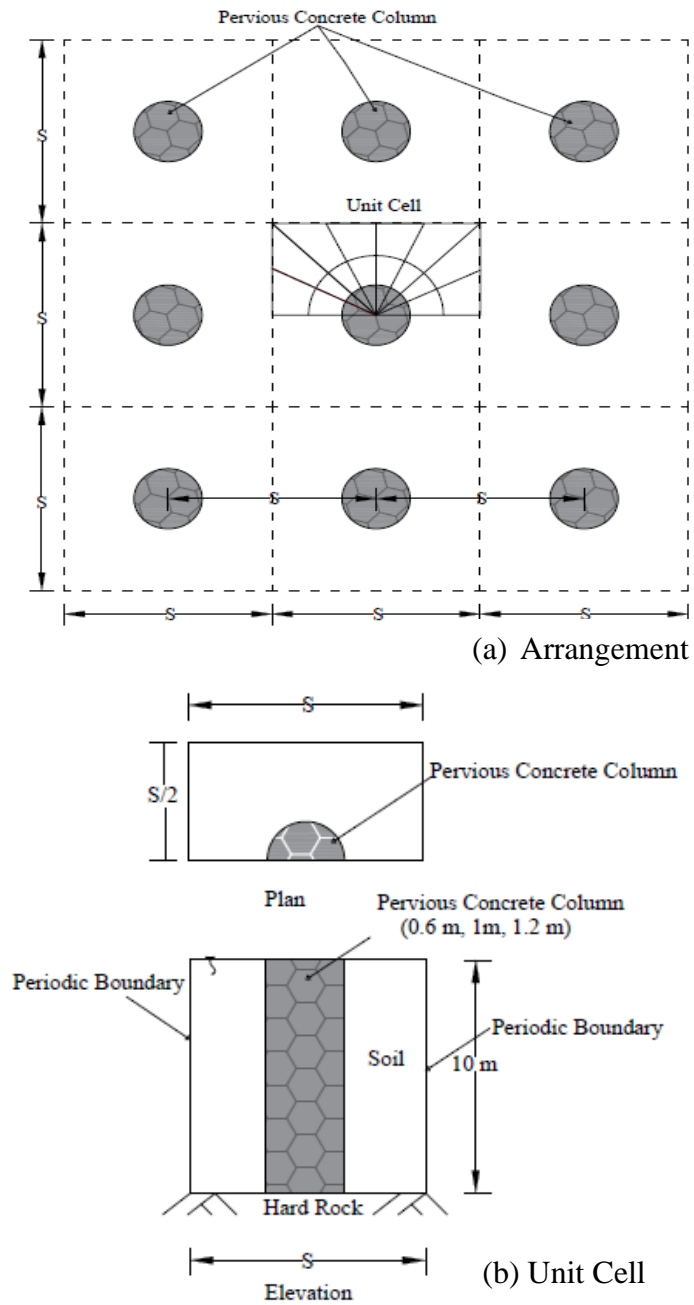 Pervious Concrete Column
S
Unit Cell
S
S
S
S
S
S
S
(a) Arrangement
S
S/2
Pervious Concrete Column
Plan
Pervious Concrete Column
(0.6 m, 1m, 1.2 m)
Periodic Boundary
Periodic Boundary
Soil
10 m
Hard Rock
S
(b) Unit Cell
Elevation